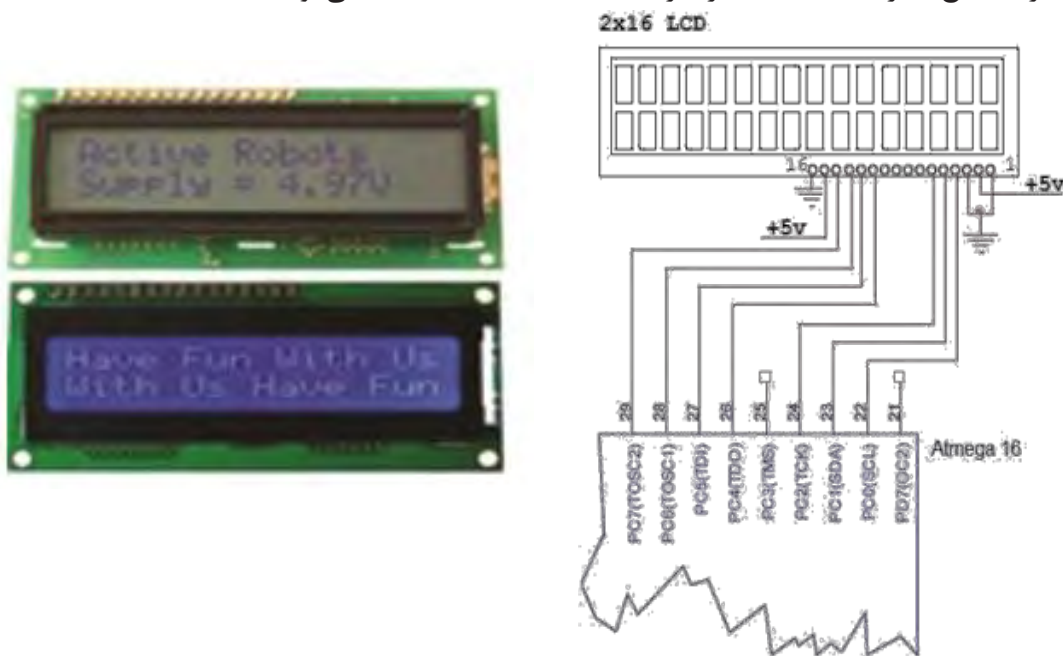 2x16 LCD
Active Robots
Supply = 4.97V
Have Fun With Us
With Us Have Fun
16
1
+5v
+5v
29
28
27
26
25
24
23
22
21
PC7(TOSC2)
PC6(TOSC1)
PC5(TDI)
PC4(TDO)
PC3(TMS)
PC2(TCK)
PC1(SDA)
PC0(SCL)
PD7(OC2)
Atmega 16